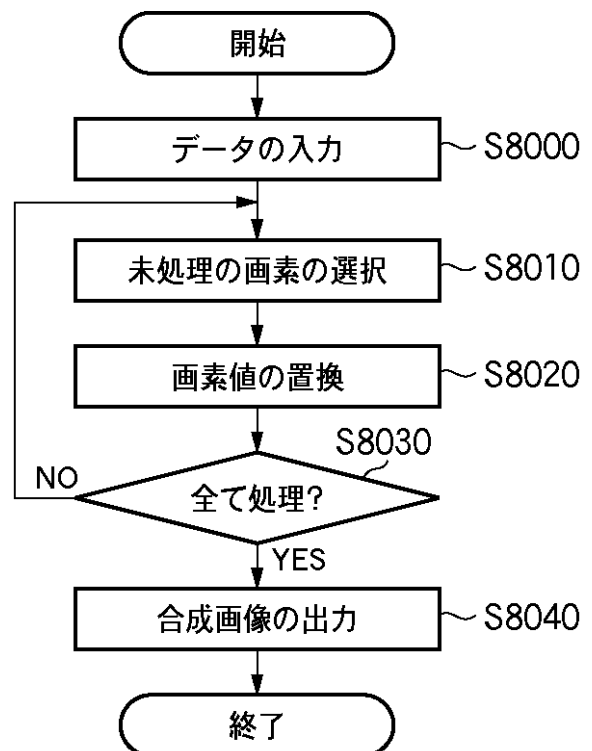 開始
データの入力
S8000
未処理の画素の選択
S8010
画素値の置換
S8020
S8030
NO
全て処理?
YES
合成画像の出力
S8040
終了